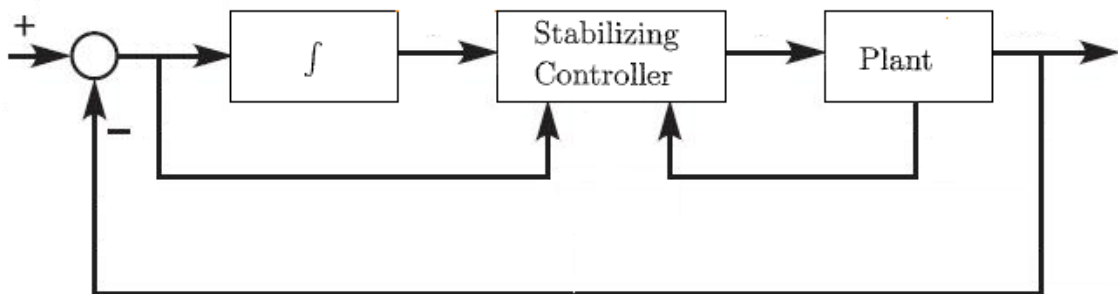 +
∫
Stabilizing
Controller
Plant
−